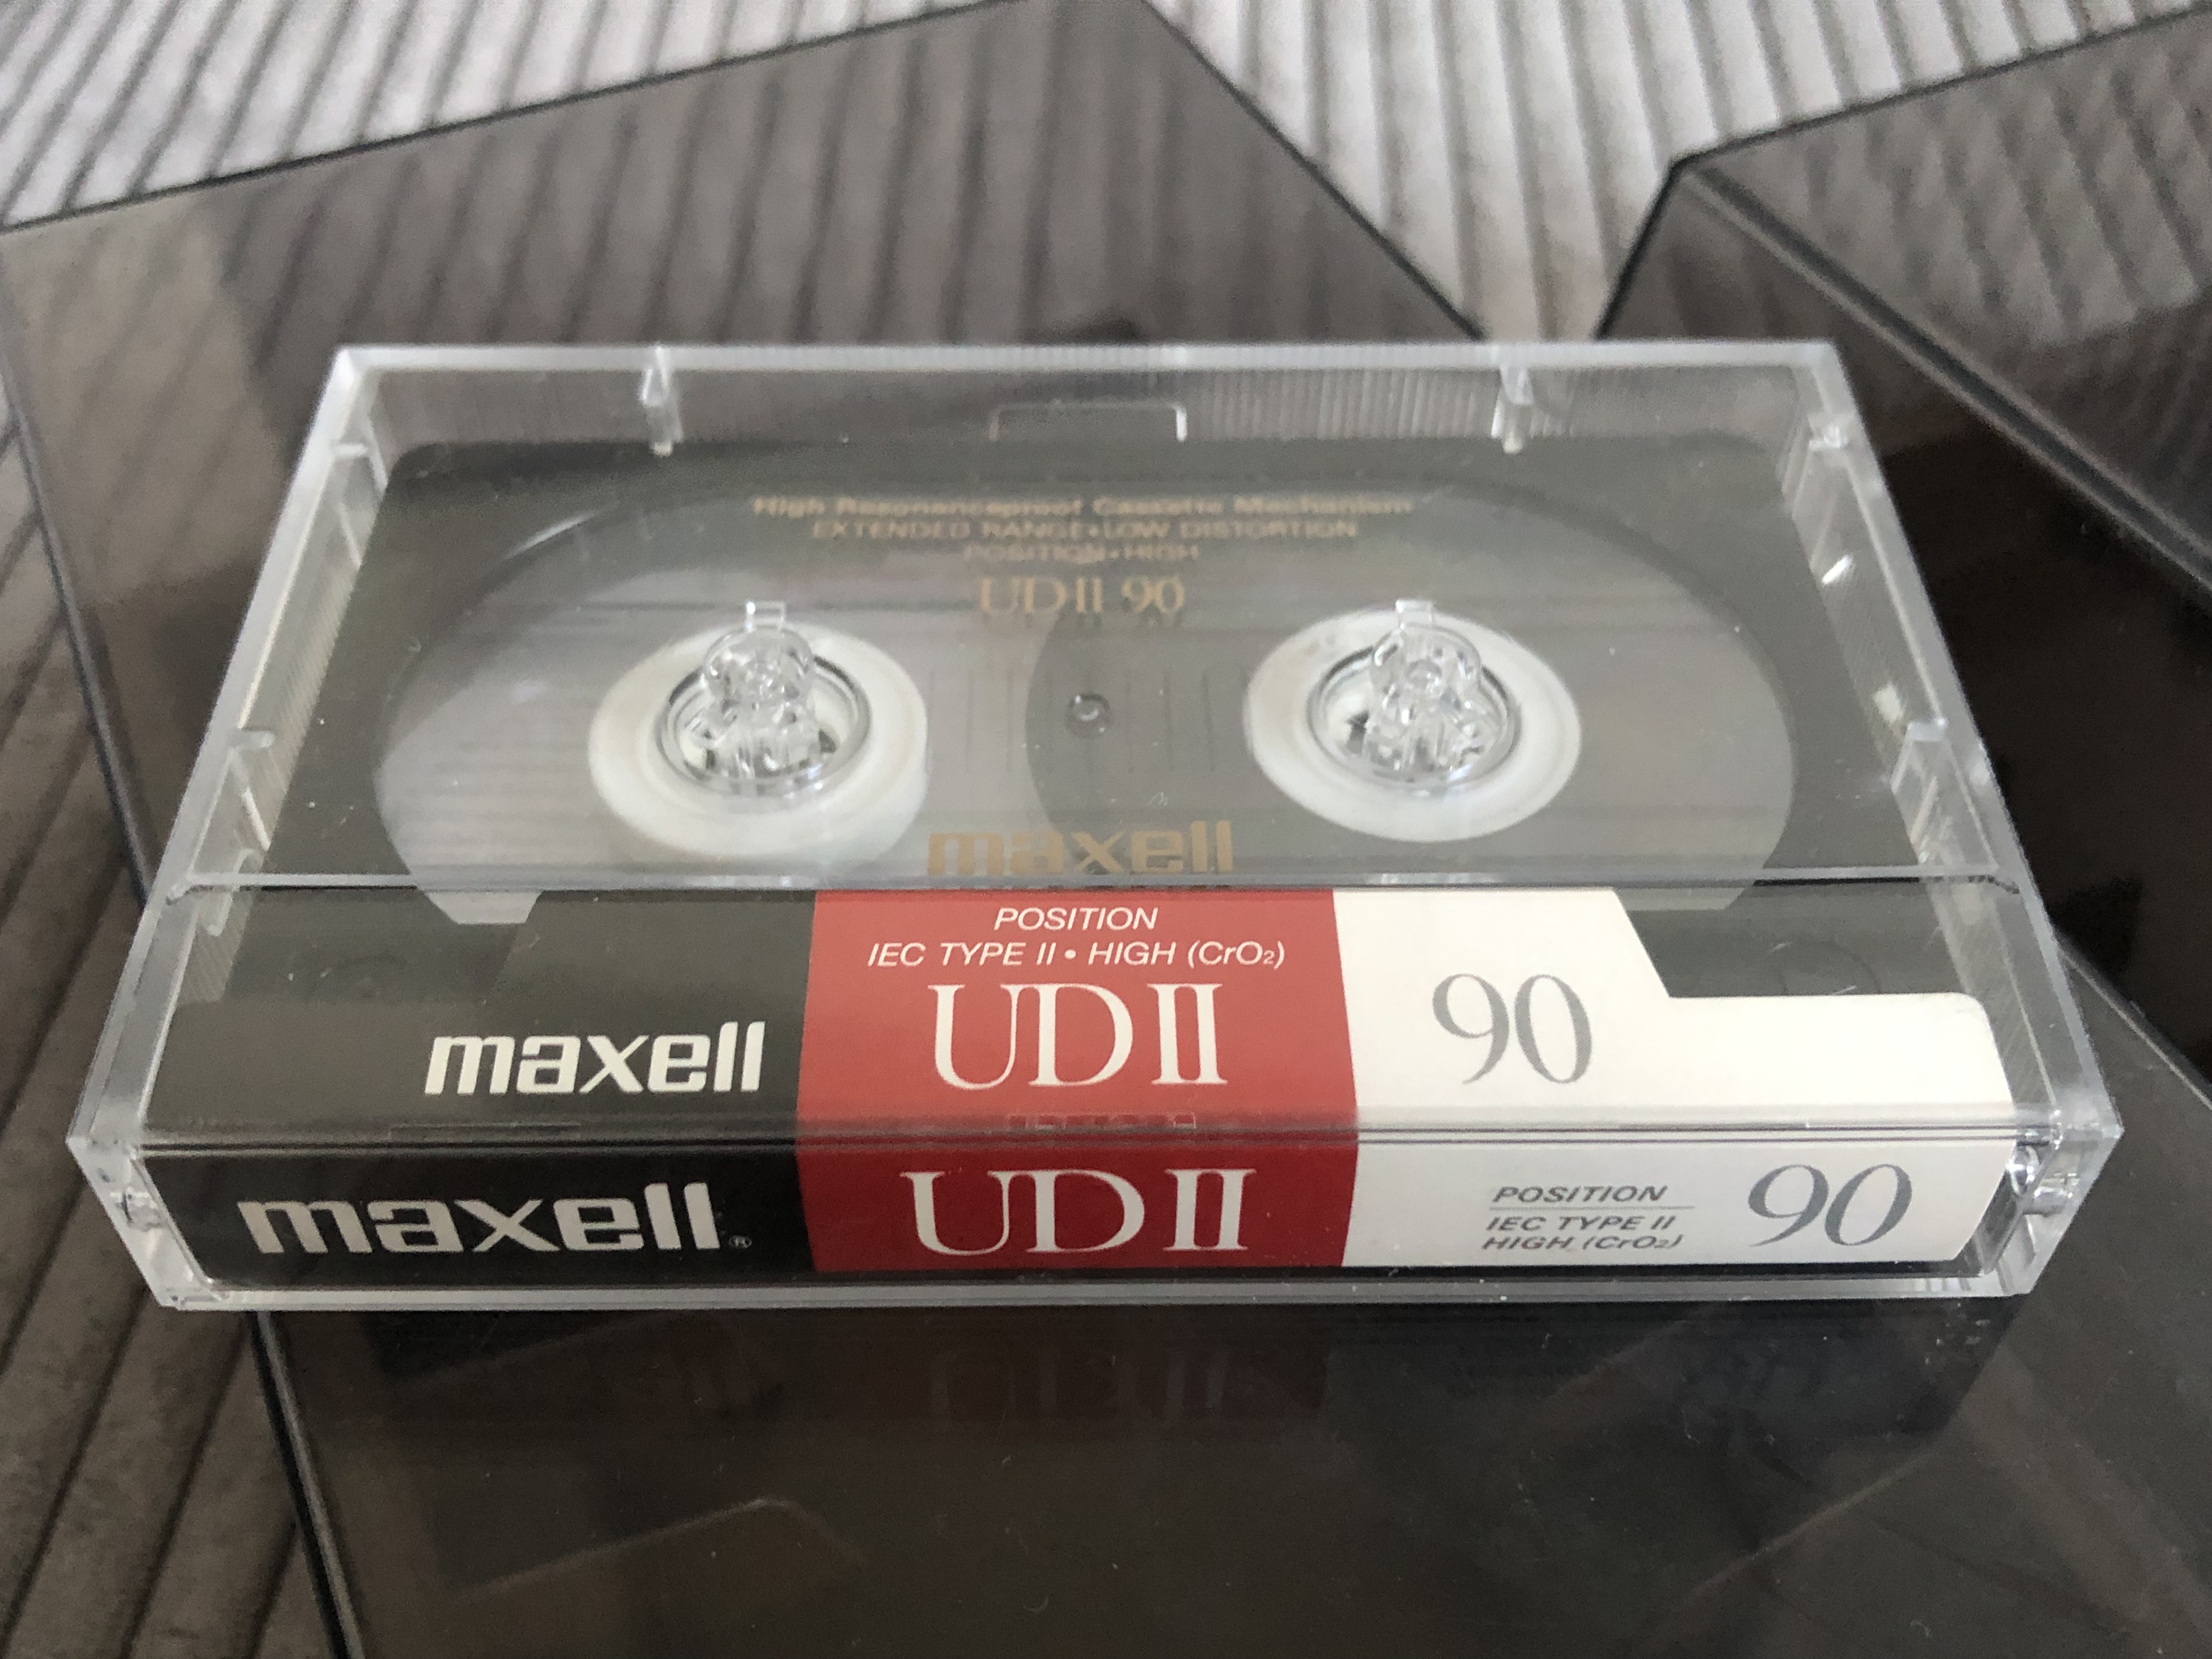 High Resonanceproof Cassette Mechanism
EXTENDED RANGE•LOW DISTORTION
POSITION•HIGH
UD II 90
maxell
POSITION
IEC TYPE II • HIGH (CrO₂)
maxell UD II 90
maxell® UD II POSITION 90
IEC TYPE II
HIGH (CrO₂)